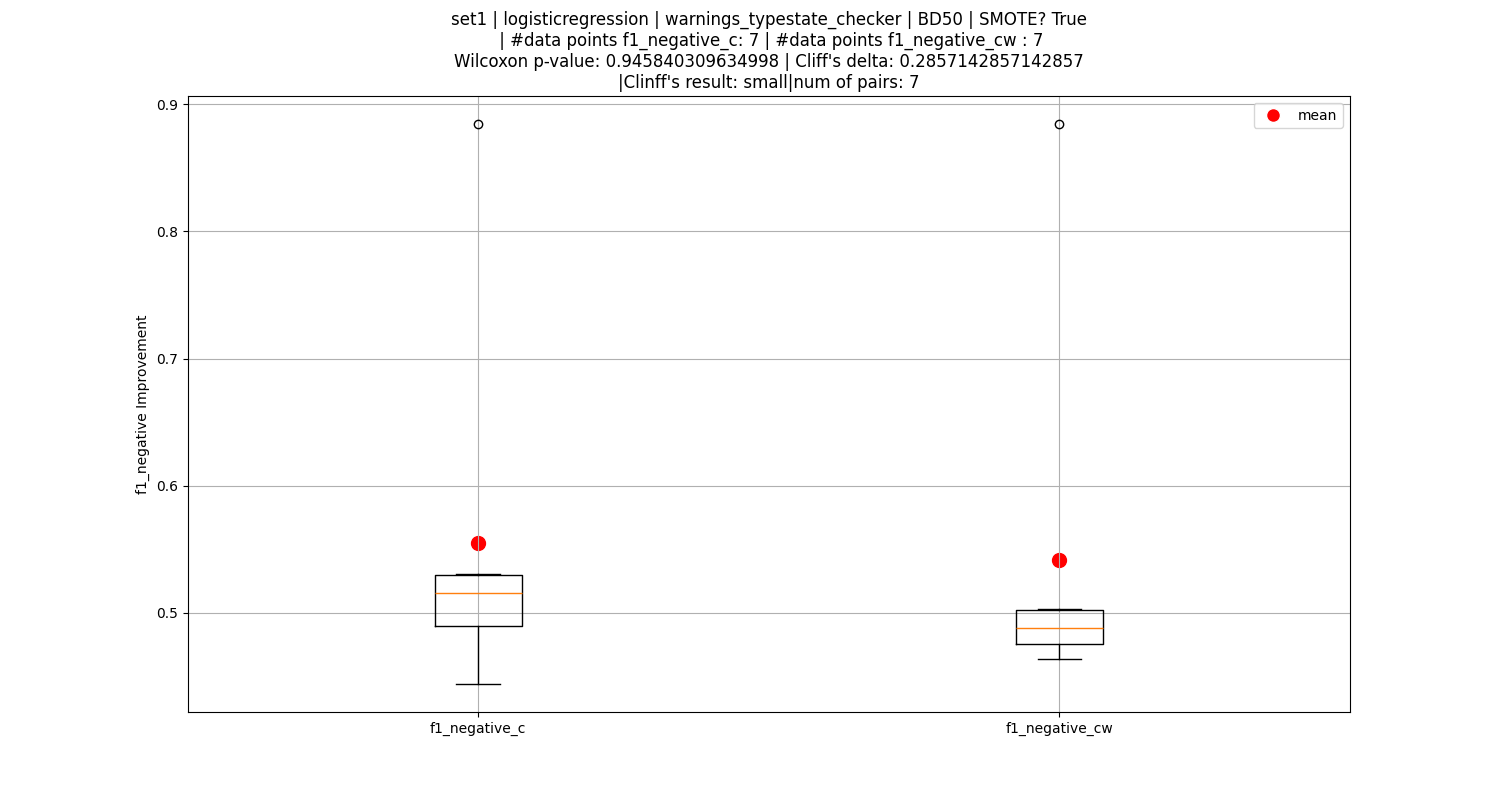 set1 | logisticregression | warnings_typestate_checker | BD50 | SMOTE? True
| #data points f1_negative_c: 7 | #data points f1_negative_cw : 7
Wilcoxon p-value: 0.945840309634998 | Cliff's delta: 0.2857142857142857
|Clinff's result: small|num of pairs: 7
mean
0.9
0.8
0.7
0.6
0.5
f1_negative Improvement
f1_negative_c
f1_negative_cw